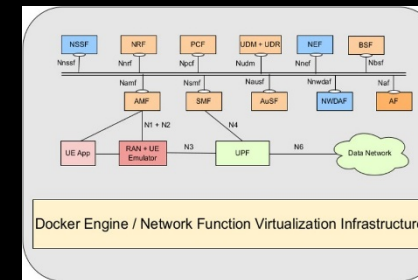 NSSF NRF PCF UDM + UDR NEF BSF
Nnssf Nnrf Npcf Nudm Nnef Nbsf
Namf Nsmf Nausf Nnwdaf Naf
AMF SMF AuSF NWDAF AF
N1 + N2 N4
UE App RAN + UE Emulator N3 UPF N6 Data Network
Docker Engine / Network Function Virtualization Infrastructure